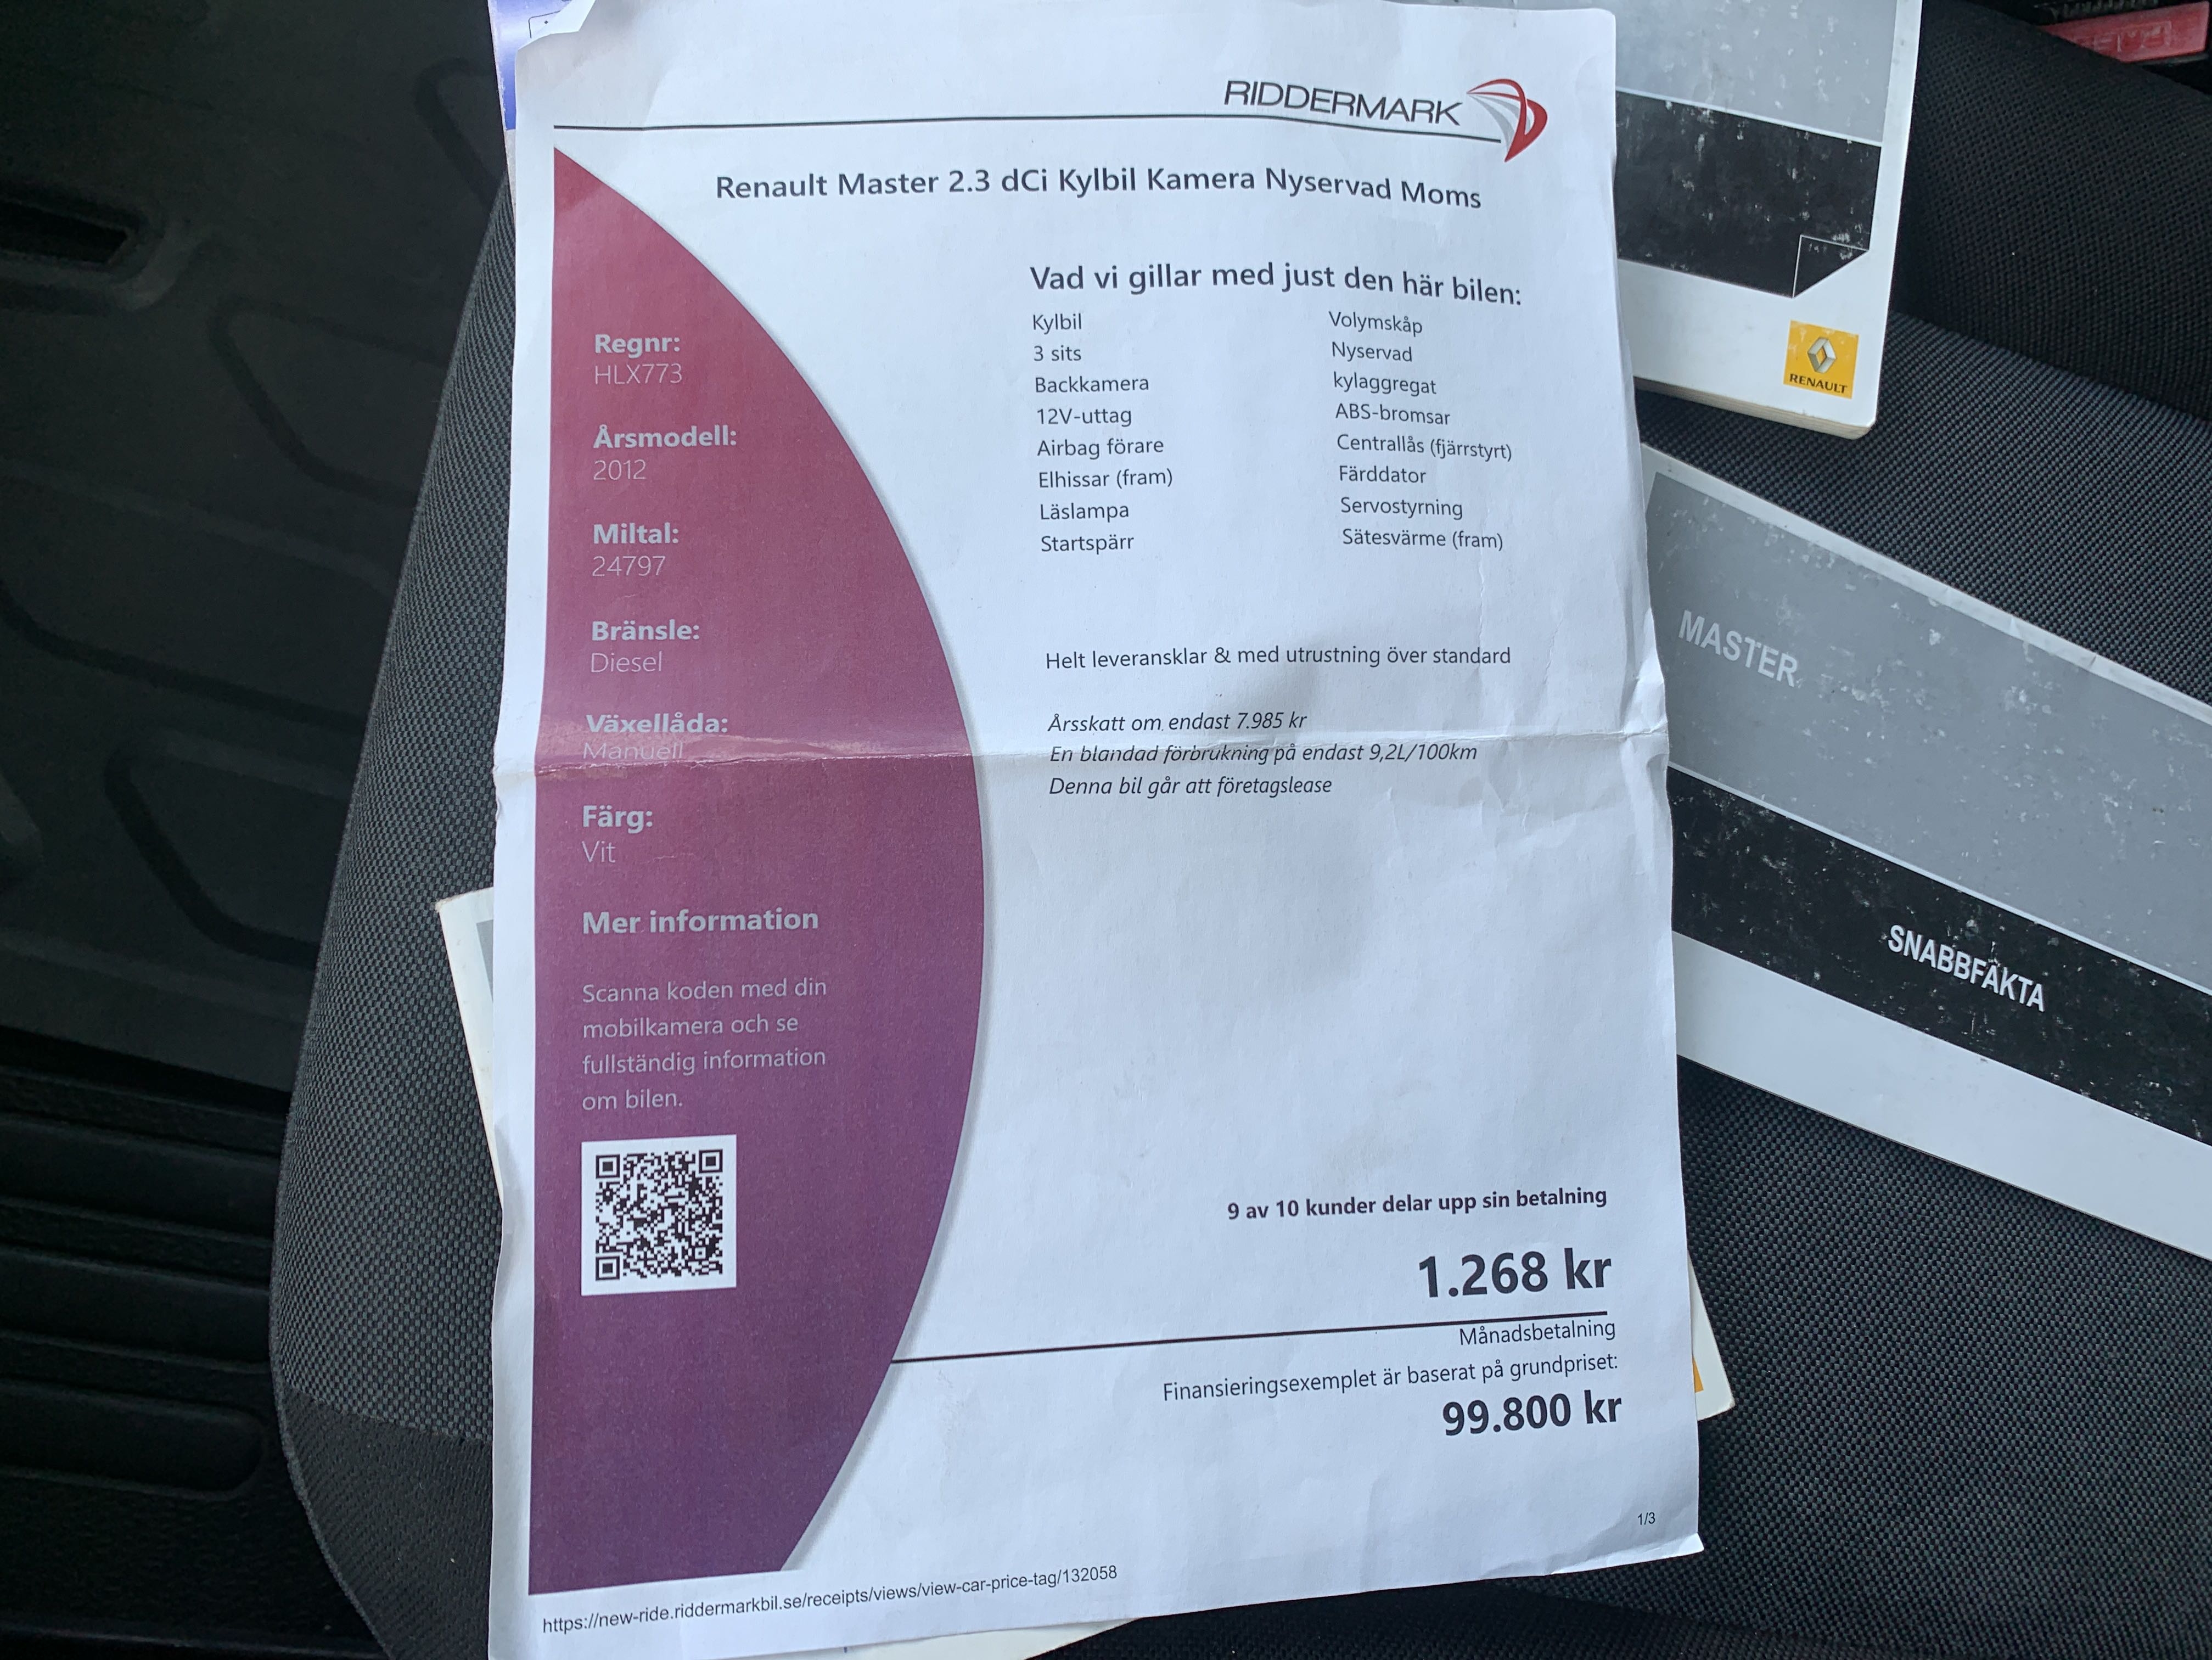 RIDDERMARK
Renault Master 2.3 dCi Kylbil Kamera Nyservad Moms
Regnr:
HLX773
Årsmodell:
2012
Miltal:
24797
Bränsle:
Diesel
Växellåda:
Manuell
Färg:
Vit
Mer information
Scanna koden med din
mobilkamera och se
fullständig information
om bilen.
Vad vi gillar med just den här bilen:
Kylbil
3 sits
Backkamera
12V-uttag
Airbag förare
Elhissar (fram)
Läslampa
Startspärr
Volymskåp
Nyservad
kylaggregat
ABS-bromsar
Centrallås (fjärrstyrt)
Färddator
Servostyrning
Sätesvärme (fram)
Helt leveransklar & med utrustning över standard
Årsskatt om endast 7.985 kr
En blandad förbrukning på endast 9,2L/100km
Denna bil går att företagslease
9 av 10 kunder delar upp sin betalning
1.268 kr
Månadsbetalning
Finansieringsexemplet är baserat på grundpriset:
99.800 kr
1/3
https://new-ride.riddermarkbil.se/receipts/views/view-car-price-tag/132058
RENAULT
MASTER
SNABBFAKTA